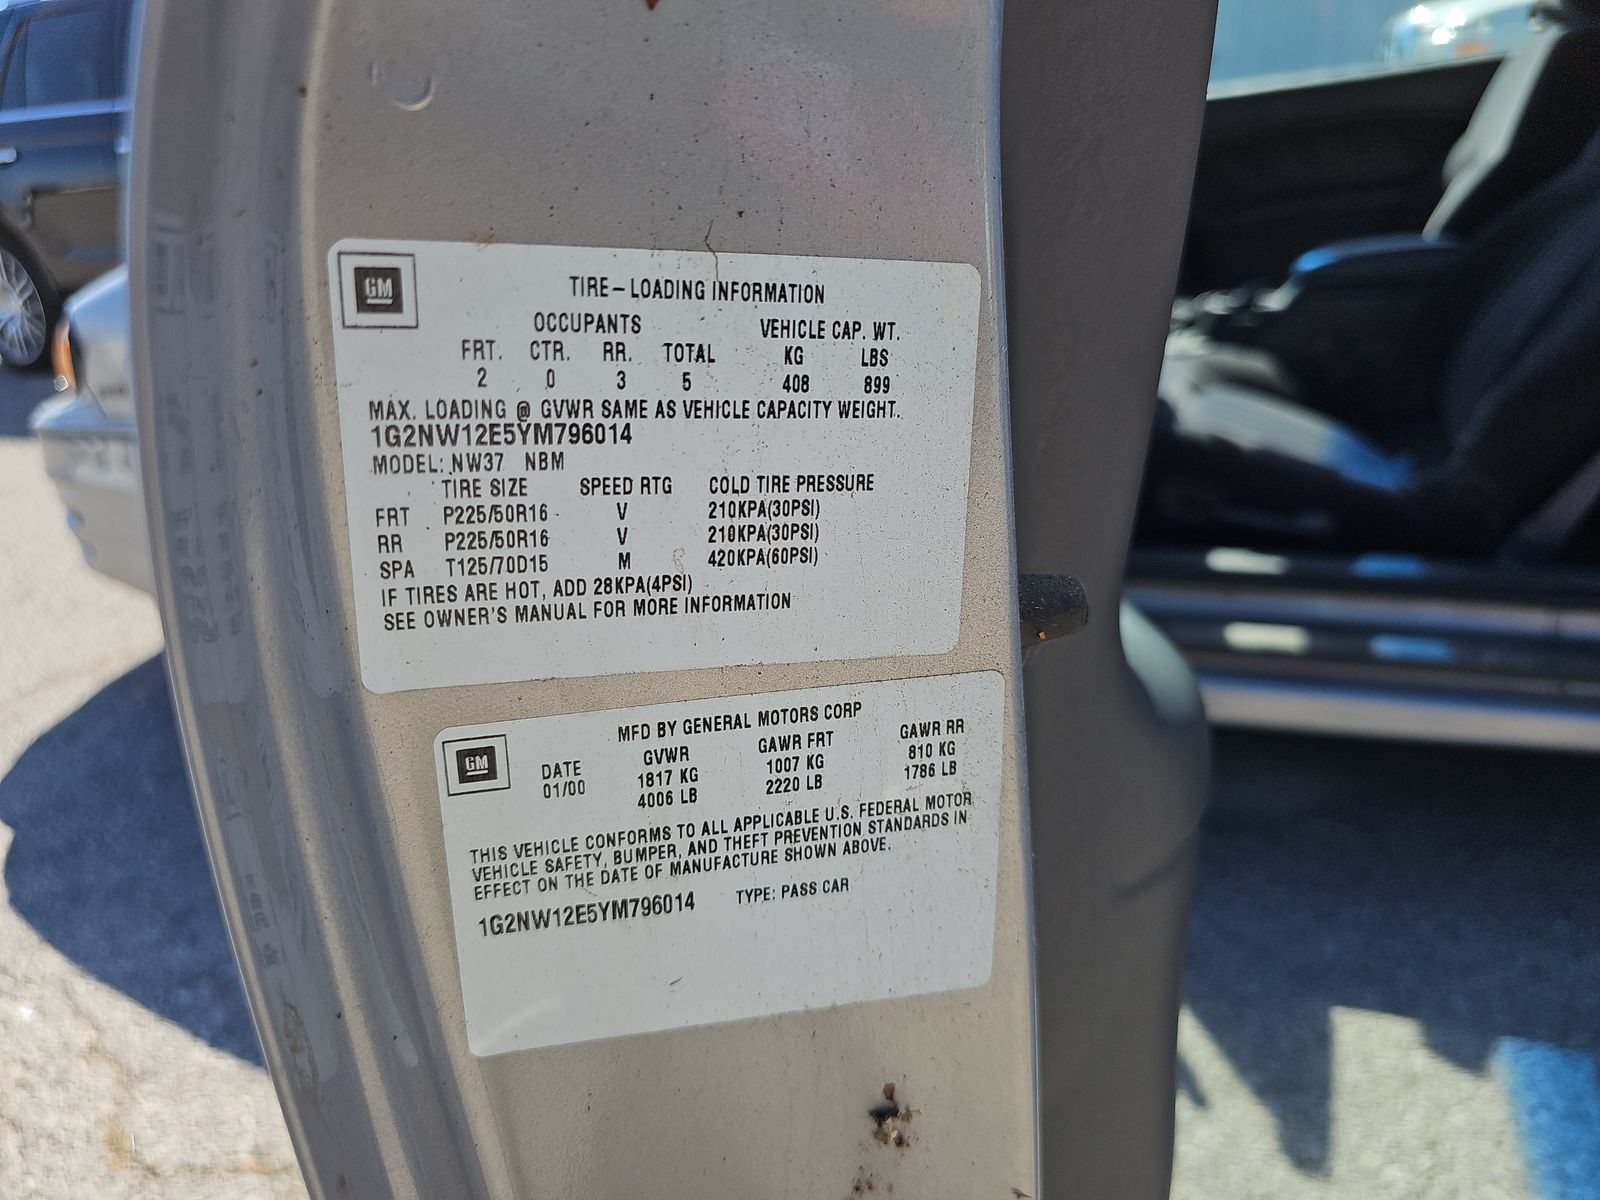 GM
TIRE–LOADING INFORMATION
OCCUPANTS VEHICLE CAP. WT.
FRT. CTR. RR. TOTAL KG LBS
2 0 3 5 408 899
MAX. LOADING @ GVWR SAME AS VEHICLE CAPACITY WEIGHT.
1G2NW12E5YM796014
MODEL: NW37 NBM
TIRE SIZE SPEED RTG COLD TIRE PRESSURE
FRT P225/50R16 V 210KPA(30PSI)
RR P225/50R16 V 210KPA(30PSI)
SPA T125/70D15 M 420KPA(60PSI)
IF TIRES ARE HOT, ADD 28KPA(4PSI)
SEE OWNER'S MANUAL FOR MORE INFORMATION
GM
MFD BY GENERAL MOTORS CORP
DATE GVWR GAWR FRT GAWR RR
01/00 1817 KG 1007 KG 810 KG
4006 LB 2220 LB 1786 LB
THIS VEHICLE CONFORMS TO ALL APPLICABLE U.S. FEDERAL MOTOR
VEHICLE SAFETY, BUMPER, AND THEFT PREVENTION STANDARDS IN
EFFECT ON THE DATE OF MANUFACTURE SHOWN ABOVE.
1G2NW12E5YM796014 TYPE: PASS CAR